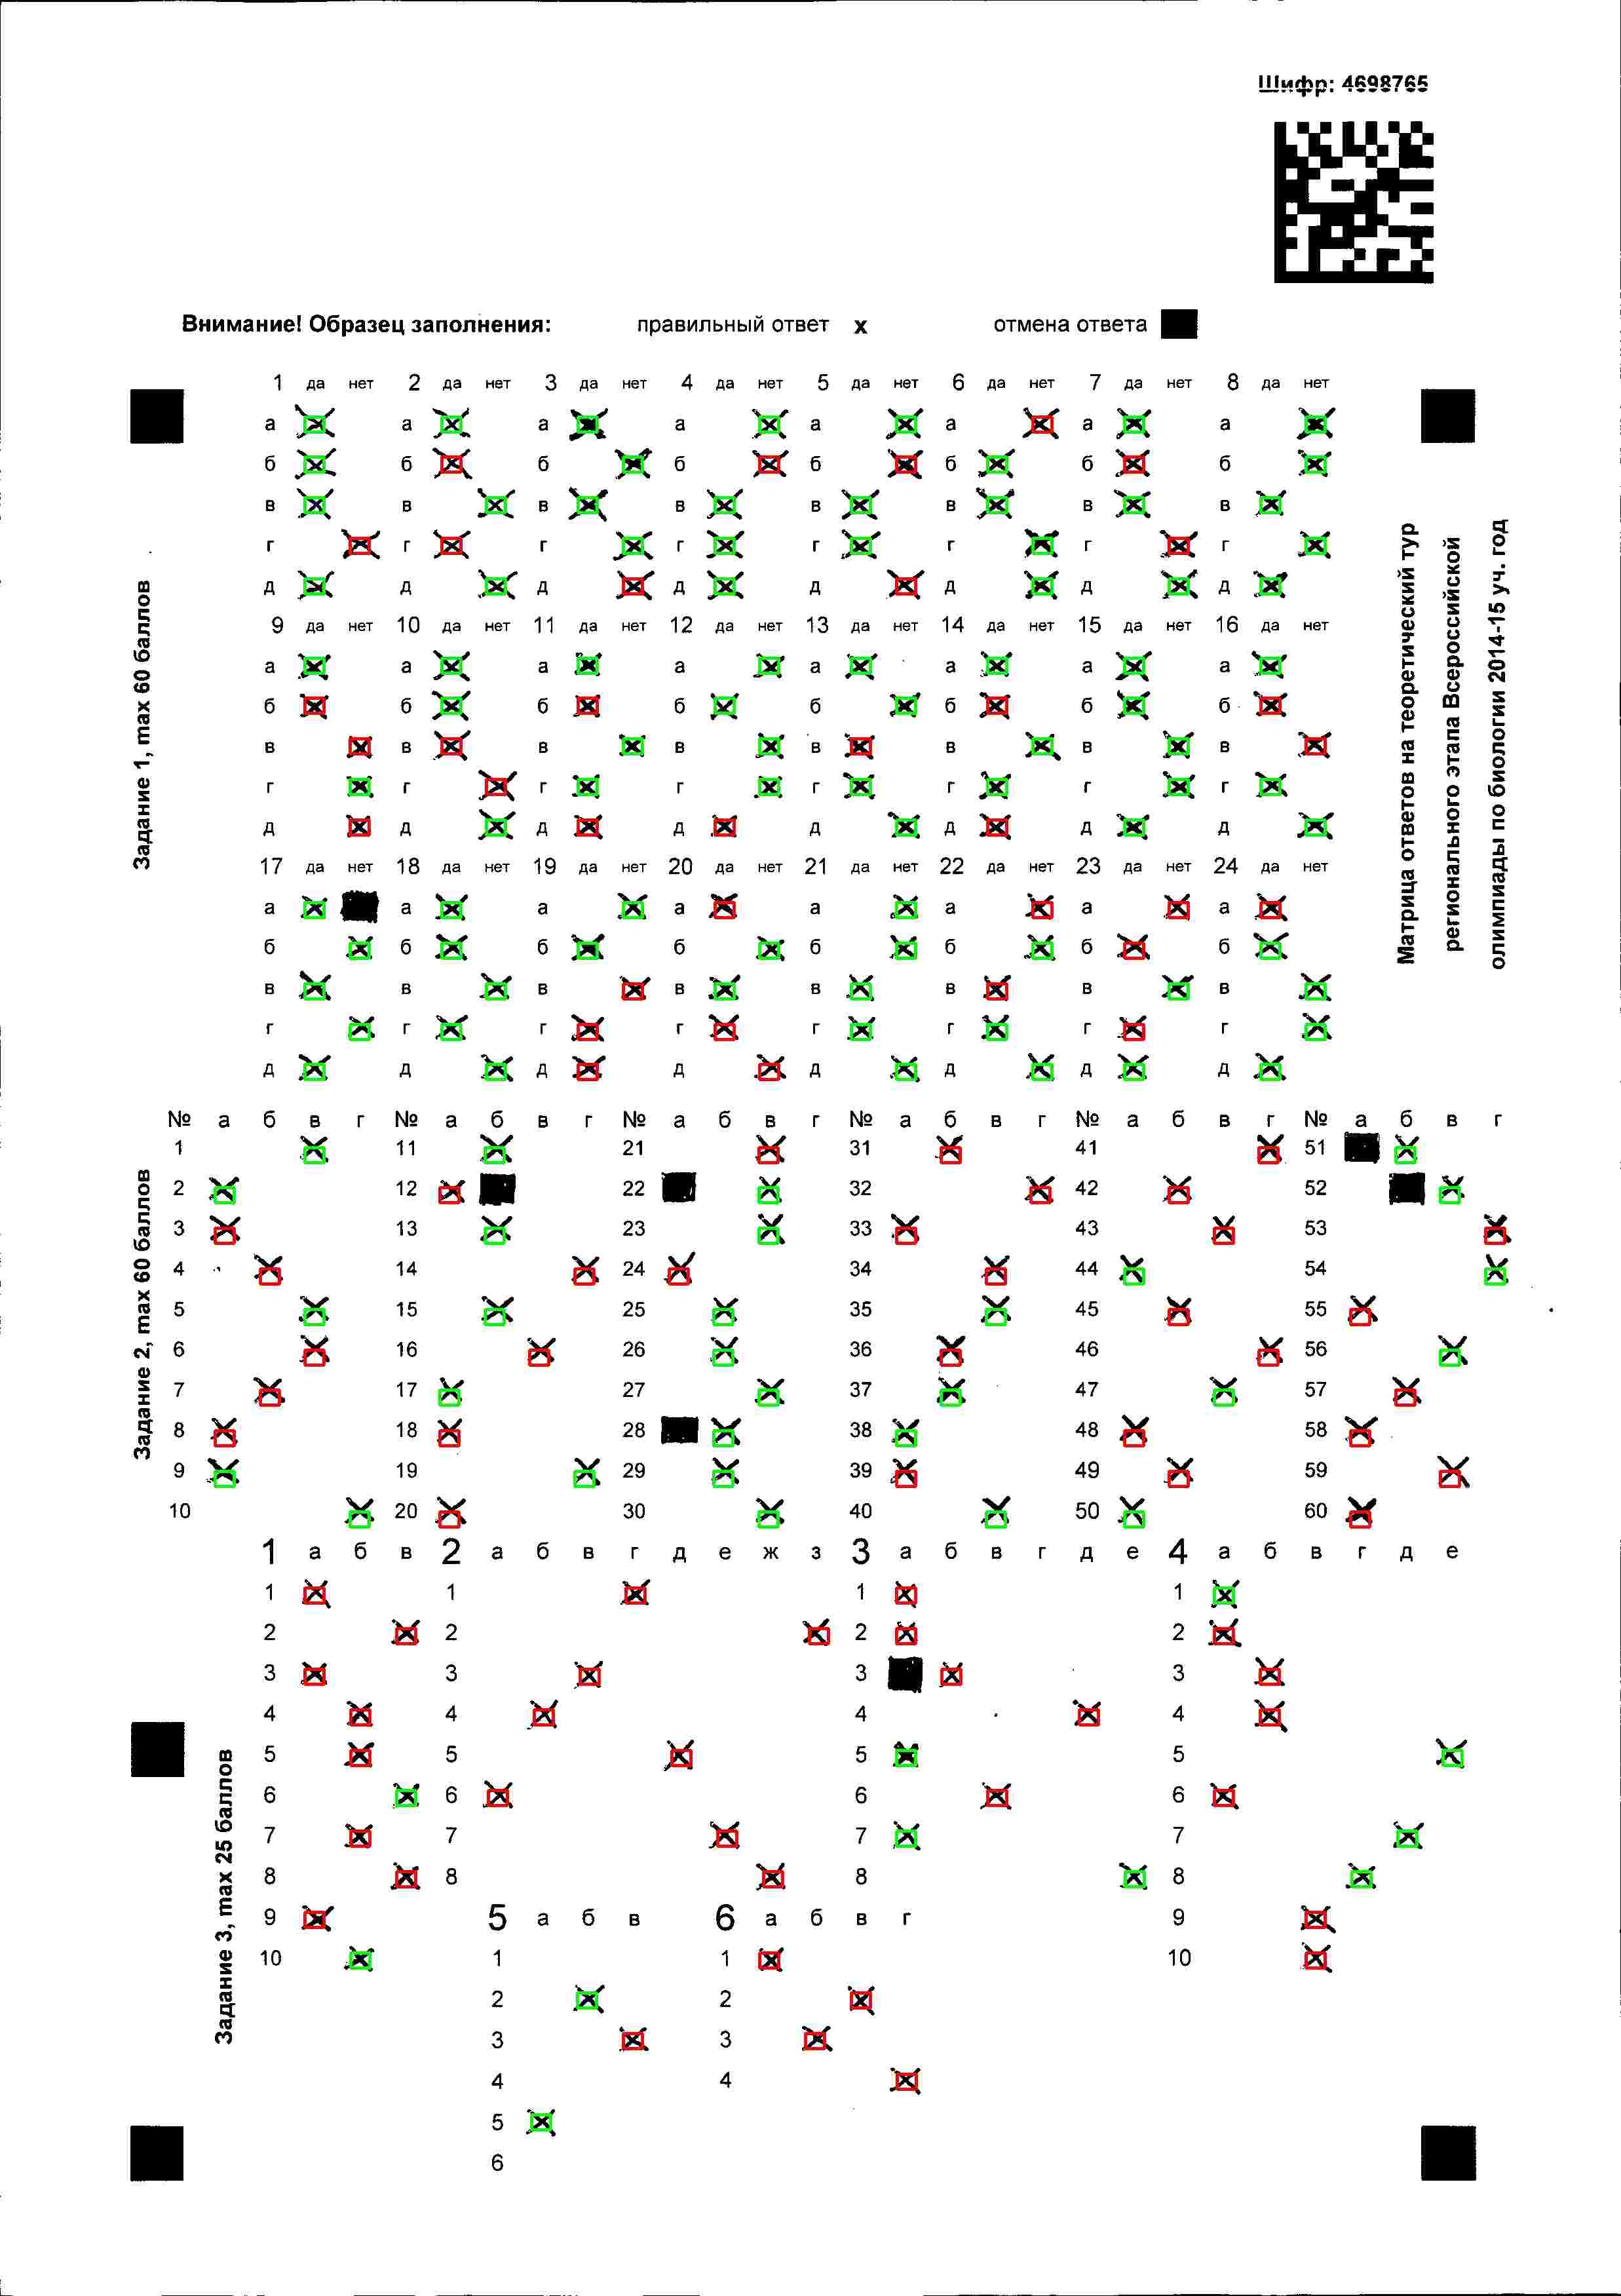 Шифр: 4698765
Внимание! Образец заполнения: правильный ответ x отмена ответа
1 да нет 2 да нет 3 да нет 4 да нет 5 да нет 6 да нет 7 да нет 8 да нет
а а а а а а а а
б б б б б б б б
в в в в в в в в
г г г г г г г г
д д д д д д д д
9 да нет 10 да нет 11 да нет 12 да нет 13 да нет 14 да нет 15 да нет 16 да нет
а а а а а а а а
б б б б б б б б
в в в в в в в в
г г г г г г г г
д д д д д д д д
17 да нет 18 да нет 19 да нет 20 да нет 21 да нет 22 да нет 23 да нет 24 да нет
а а а а а а а а
б б б б б б б б
в в в в в в в в
г г г г г г г г
д д д д д д д д
Задание 1, max 60 баллов
Матрица ответов на теоретический тур
регионального этапа Всероссийской
олимпиады по биологии 2014-15 уч. год
№ а б в г № а б в г № а б в г № а б в г № а б в г № а б в г
1 11 21 31 41 51
2 12 22 32 42 52
3 13 23 33 43 53
4 14 24 34 44 54
5 15 25 35 45 55
6 16 26 36 46 56
7 17 27 37 47 57
8 18 28 38 48 58
9 19 29 39 49 59
10 20 30 40 50 60
Задание 2, max 60 баллов
1 а б в 2 а б в г д е ж з 3 а б в г д е 4 а б в г д е
1 1 1 1
2 2 2 2
3 3 3 3
4 4 4 4
5 5 5 5
6 6 6 6
7 7 7 7
8 8 8 8
9 5 а б в 6 а б в г 9
10 1 1 10
2 2
3 3
4 4
5
6
Задание 3, max 25 баллов